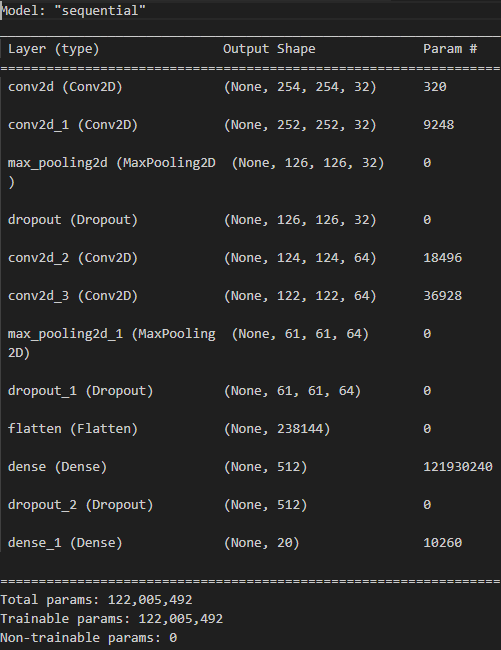 Model: "sequential"
_________________________________________________________________
Layer (type) Output Shape Param #
=================================================================
conv2d (Conv2D) (None, 254, 254, 32) 320
conv2d_1 (Conv2D) (None, 252, 252, 32) 9248
max_pooling2d (MaxPooling2D (None, 126, 126, 32) 0
)
dropout (Dropout) (None, 126, 126, 32) 0
conv2d_2 (Conv2D) (None, 124, 124, 64) 18496
conv2d_3 (Conv2D) (None, 122, 122, 64) 36928
max_pooling2d_1 (MaxPooling (None, 61, 61, 64) 0
2D)
dropout_1 (Dropout) (None, 61, 61, 64) 0
flatten (Flatten) (None, 238144) 0
dense (Dense) (None, 512) 121930240
dropout_2 (Dropout) (None, 512) 0
dense_1 (Dense) (None, 20) 10260
=================================================================
Total params: 122,005,492
Trainable params: 122,005,492
Non-trainable params: 0